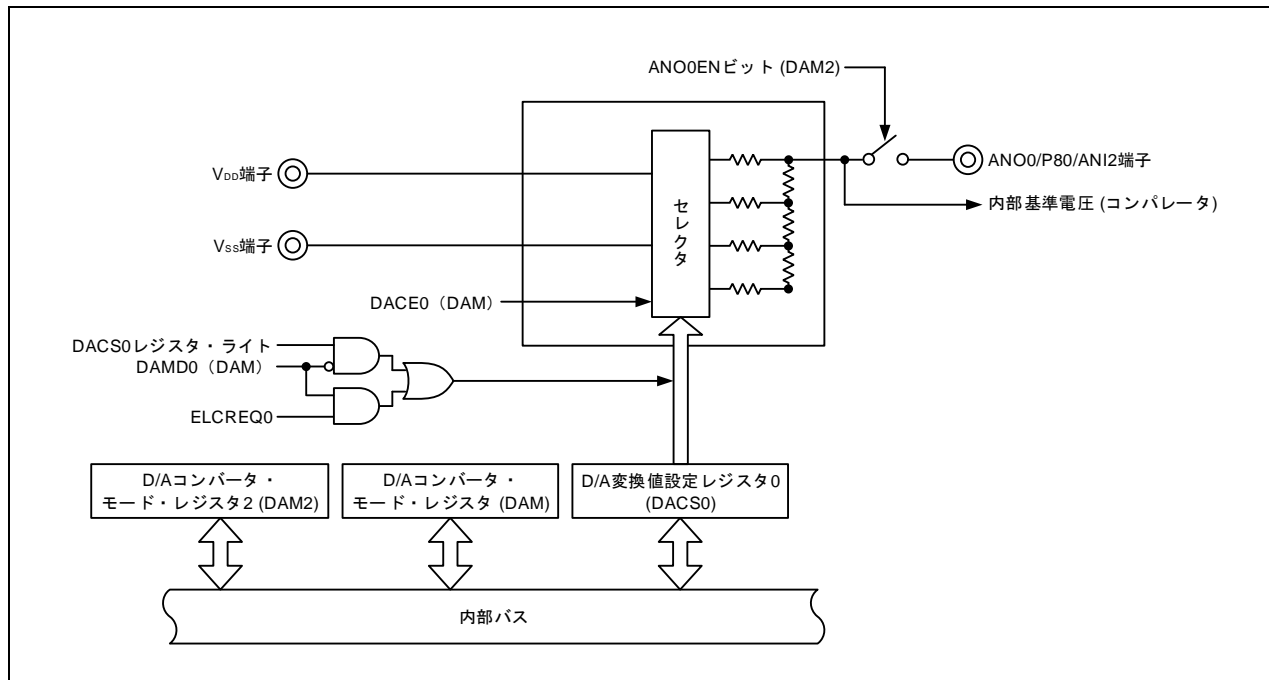 ANO0ENビット (DAM2)
VDD端子
ANO0/P80/ANI2端子
セレクタ
内部基準電圧 (コンパレータ)
VSS端子
DACE0（DAM）
DACS0レジスタ・ライト
DAMD0（DAM）
ELCREQ0
D/Aコンバータ・
モード・レジスタ2 (DAM2)
D/Aコンバータ・
モード・レジスタ (DAM)
D/A変換値設定レジスタ0
(DACS0)
内部バス